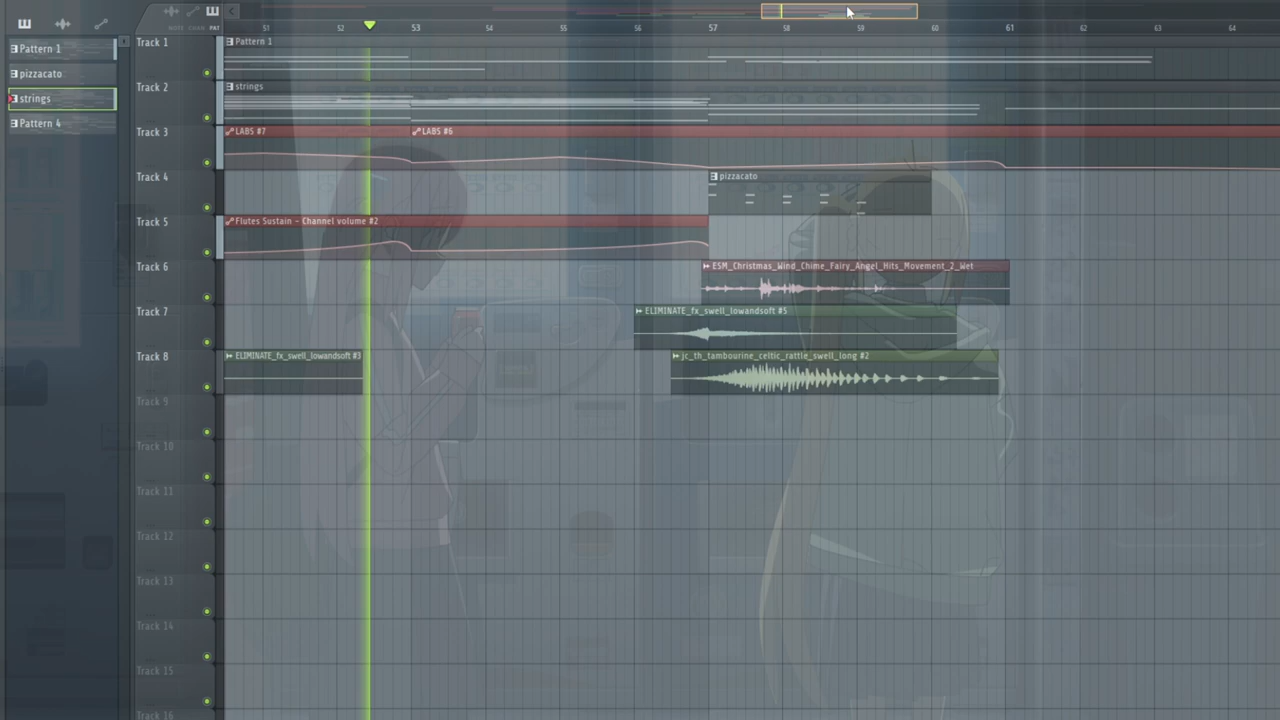 NOTE CHAN PAT
51 52 53 54 55 56 57 58 59 60 61 62 63 64
Pattern 1
pizzacato
strings
Pattern 4
Track 1
Pattern 1
Track 2
strings
Track 3
LABS #7
LABS #6
Track 4
pizzacato
Track 5
Flutes Sustain - Channel volume #2
Track 6
ESM_Christmas_Wind_Chime_Fairy_Angel_Hits_Movement_2_Wet
Track 7
ELIMINATE_fx_swell_lowandsoft #5
Track 8
ELIMINATE_fx_swell_lowandsoft #3
jc_th_tambourine_celtic_rattle_swell_long #2
Track 9
Track 10
Track 11
Track 12
Track 13
Track 14
Track 15
Track 16